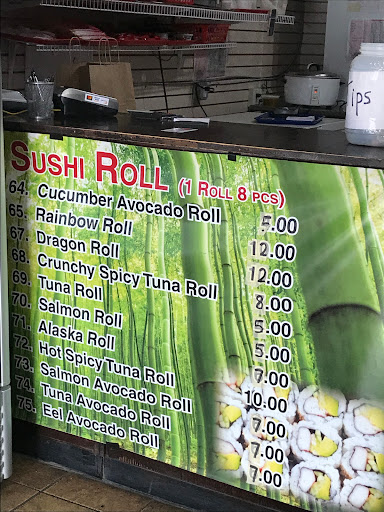 Tips
SUSHI ROLL (1 ROLL 8 PCS)
64. Cucumber Avocado Roll 5.00
65. Rainbow Roll 12.00
67. Dragon Roll 12.00
68. Crunchy Spicy Tuna Roll 8.00
69. Tuna Roll 5.00
70. Salmon Roll 5.00
71. Alaska Roll 7.00
72. Hot Spicy Tuna Roll 10.00
73. Salmon Avocado Roll 7.00
74. Tuna Avocado Roll 7.00
75. Eel Avocado Roll 7.00